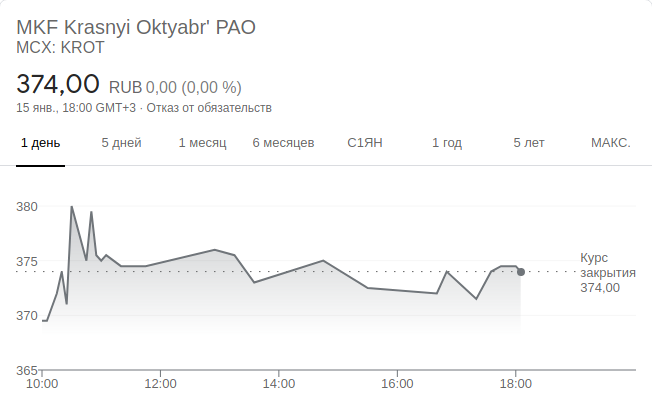 MKF Krasnyi Oktyabr' PAO
MCX: KROT
374,00 RUB 0,00 (0,00 %)
15 янв., 18:00 GMT+3 · Отказ от обязательств
1 день 5 дней 1 месяц 6 месяцев С1ЯН 1 год 5 лет МАКС.
380
375
370
365
Курс
закрытия
374,00
10:00 12:00 14:00 16:00 18:00